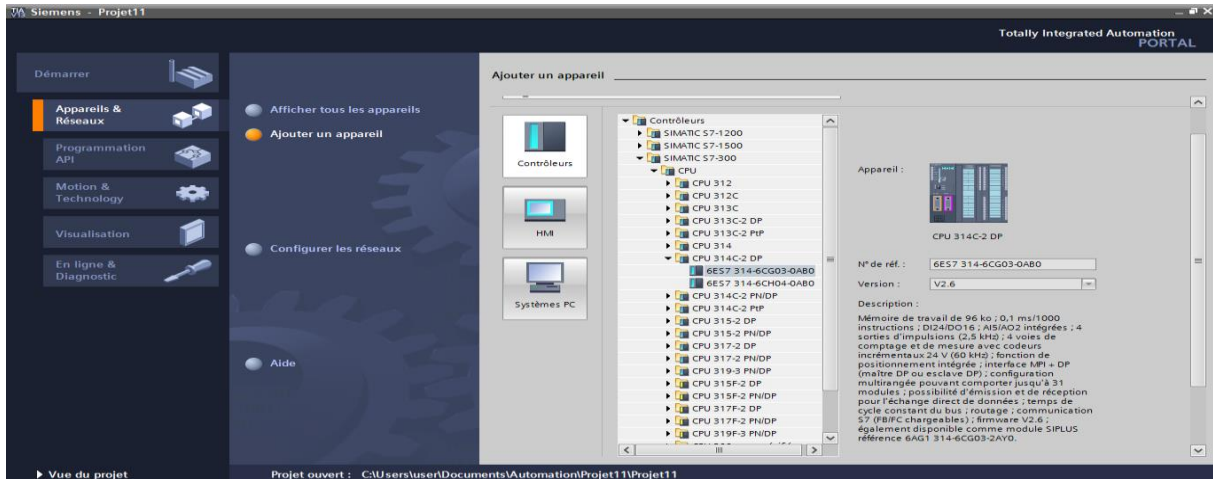 Siemens - Projet11
Totally Integrated Automation
PORTAL
Démarrer
Appareils &
Réseaux
Programmation
API
Motion &
Technology
Visualisation
En ligne &
Diagnostic
Afficher tous les appareils
Ajouter un appareil
Configurer les réseaux
Aide
Ajouter un appareil
Contrôleurs
HMI
Systèmes PC
Contrôleurs
SIMATIC S7-1200
SIMATIC S7-1500
SIMATIC S7-300
CPU
CPU 312
CPU 312C
CPU 313C
CPU 313C-2 DP
CPU 313C-2 PtP
CPU 314
CPU 314C-2 DP
6ES7 314-6CG03-0AB0
6ES7 314-6CH04-0AB0
CPU 314C-2 PN/DP
CPU 314C-2 PtP
CPU 315-2 DP
CPU 315-2 PN/DP
CPU 317-2 DP
CPU 317-2 PN/DP
CPU 319-3 PN/DP
CPU 315F-2 DP
CPU 315F-2 PN/DP
CPU 317F-2 DP
CPU 317F-2 PN/DP
CPU 319F-3 PN/DP
Appareil :
CPU 314C-2 DP
N° de réf. : 6ES7 314-6CG03-0AB0
Version : V2.6
Description :
Mémoire de travail de 96 ko ; 0,1 ms/1000
instructions ; DI24/DO16 ; AI5/AO2 intégrées ; 4
sorties d'impulsions (2,5 kHz) ; 4 voies de
comptage et de mesure avec codeurs
incrémentaux 24 V (60 kHz) ; fonction de
positionnement intégrée ; interface MPI + DP
(maître DP ou esclave DP) ; configuration
multirangée pouvant comporter jusqu'à 31
modules ; possibilité d'émission et de réception
pour l'échange direct de données ; temps de
cycle constant du bus ; routage ; communication
S7 (FB/FC chargeables) ; firmware V2.6 ;
également disponible comme module SIPLUS
référence 6AG1 314-6CG03-2AY0.
Vue du projet
Projet ouvert : C:\Users\user\Documents\Automation\Projet11\Projet11